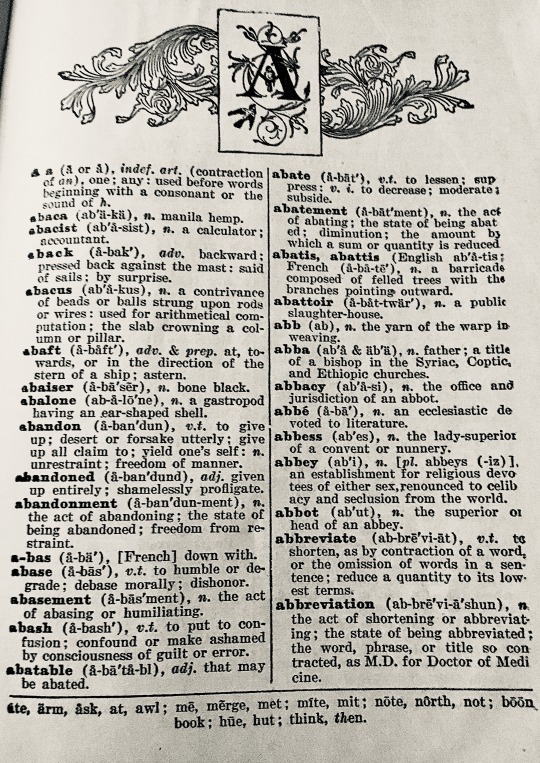 A
a (ā or å), indef. art. (contraction
of an), one; any: used before words
beginning with a consonant or the
sound of h.
abaca (ab'ȧ-kä), n. manila hemp.
abacist (ab'å-sist), n. a calculator;
accountant.
aback (å-bak'), adv. backward;
pressed back against the mast: said
of sails; by surprise.
abacus (ab'å-kus), n. a contrivance
of beads or balls strung upon rods
or wires: used for arithmetical com-
putation; the slab crowning a col-
umn or pillar.
abaft (å-båft'), adv. & prep. at, to-
wards, or in the direction of the
stern of a ship; astern.
abaiser (å-bā'sẽr), n. bone black.
abalone (ab-å-lō'ne), n. a gastropod
having an ear-shaped shell.
abandon (å-ban'dun), v.t. to give
up; desert or forsake utterly; give
up all claim to; yield one's self: n.
unrestraint; freedom of manner.
abandoned (å-ban'dund), adj. given
up entirely; shamelessly profligate.
abandonment (å-ban'dun-ment), n.
the act of abandoning; the state of
being abandoned; freedom from re-
straint.
a-bas (å-bä'), [French] down with.
abase (å-bās'), v.t. to humble or de-
grade; debase morally; dishonor.
abasement (å-bās'ment), n. the act
of abasing or humiliating.
abash (å-bash'), v.t. to put to con-
fusion; confound or make ashamed
by consciousness of guilt or error.
abatable (å-bā'tå-bl), adj. that may
be abated.
abate (å-bāt'), v.t. to lessen; sup
press: v. i. to decrease; moderate;
subside.
abatement (å-bāt'ment), n. the act
of abating; the state of being abat
ed; diminution; the amount by
which a sum or quantity is reduced
abatis, abattis (English ab'å-tis;
French (å-bå-tē'), n. a barricade
composed of felled trees with the
branches pointing outward.
abattoir (å-båt-twär'), n. a public
slaughter-house.
abb (ab), n. the yarn of the warp in
weaving.
abba (ab'å & äb'ä), n. father; a title
of a bishop in the Syriac, Coptic,
and Ethiopic churches.
abbacy (ab'å-si), n. the office and
jurisdiction of an abbot.
abbé (å-bā'), n. an ecclesiastic de
voted to literature.
abbess (ab'es), n. the lady-superior
of a convent or nunnery.
abbey (ab'i), n. [pl. abbeys (-iz)],
an establishment for religious devo
tees of either sex,renounced to celib
acy and seclusion from the world.
abbot (ab'ut), n. the superior or
head of an abbey.
abbreviate (ab-brē'vi-āt), v.t. to
shorten, as by contraction of a word,
or the omission of words in a sen-
tence; reduce a quantity to its low-
est terms.
abbreviation (ab-brē'vi-ā'shun), n.
the act of shortening or abbreviat-
ing; the state of being abbreviated;
the word, phrase, or title so con
tracted, as M.D. for Doctor of Medi
cine.
āte, ärm, åsk, at, awl; mē, mẽrge, met; mīte, mit; nōte, nôrth, not; bōōn
book; hūe, hut; think, then.